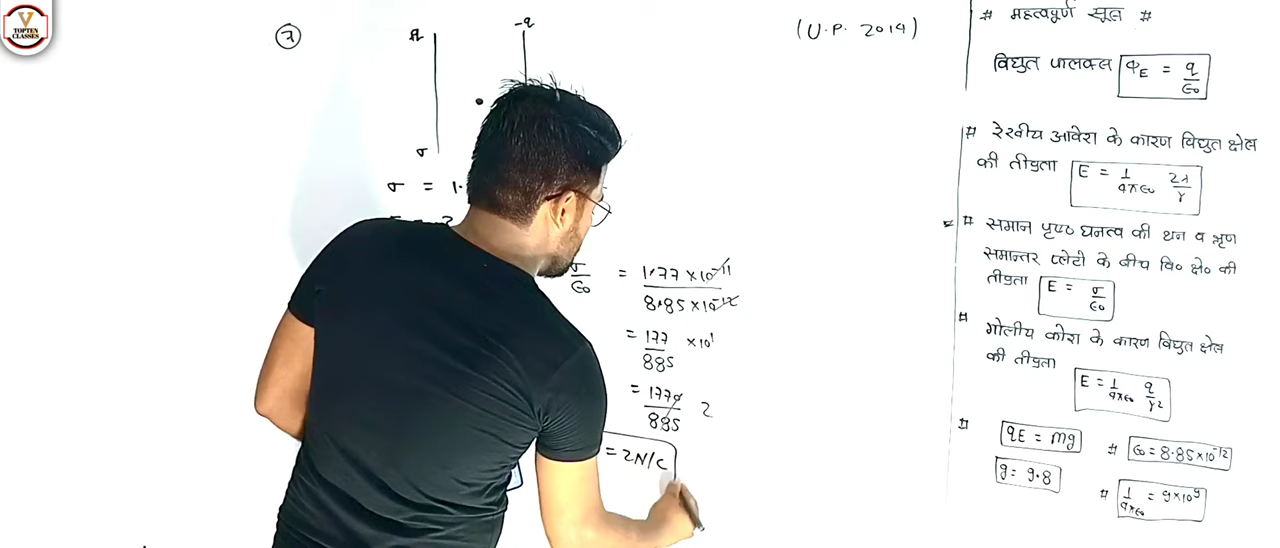 TOPTEN
CLASSES
7
-q
(U.P. 2014)
σ
σ = 1.
σ/ϵ₀ = 1.77 × 10⁻¹¹ / 8.85 × 10⁻¹²
= 177/885 × 10¹
= 1770/885 2
= 2N/C
# महत्वपूर्ण सूत्र #
विद्युत फ्लक्स ΦE = q/ϵ₀
# रेखीय आवेश के कारण विद्युत क्षेत्र
की तीव्रता E = 1/4πϵ₀ 2λ/r
# समान पृष्ठ घनत्व की धन व ऋण
समान्तर प्लेटो के बीच वि० क्षे० की
तीव्रता E = σ/ϵ₀
# गोलीय कोश के कारण विद्युत क्षेत्र
की तीव्रता
E = 1/4πϵ₀ q/r²
# qE = mg # ϵ₀ = 8.85×10⁻¹²
g = 9.8
# 1/4πϵ₀ = 9×10⁹